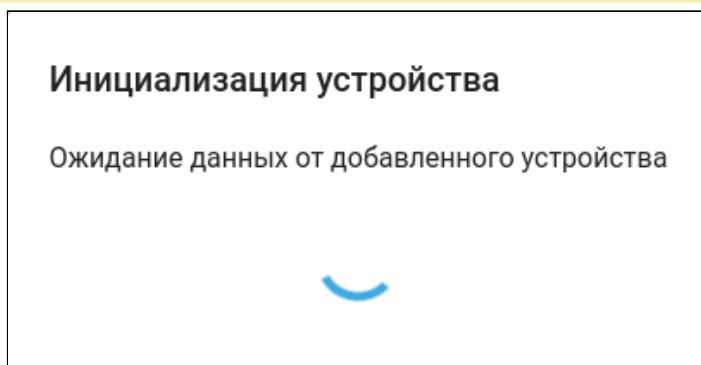 Инициализация устройства
Ожидание данных от добавленного устройства